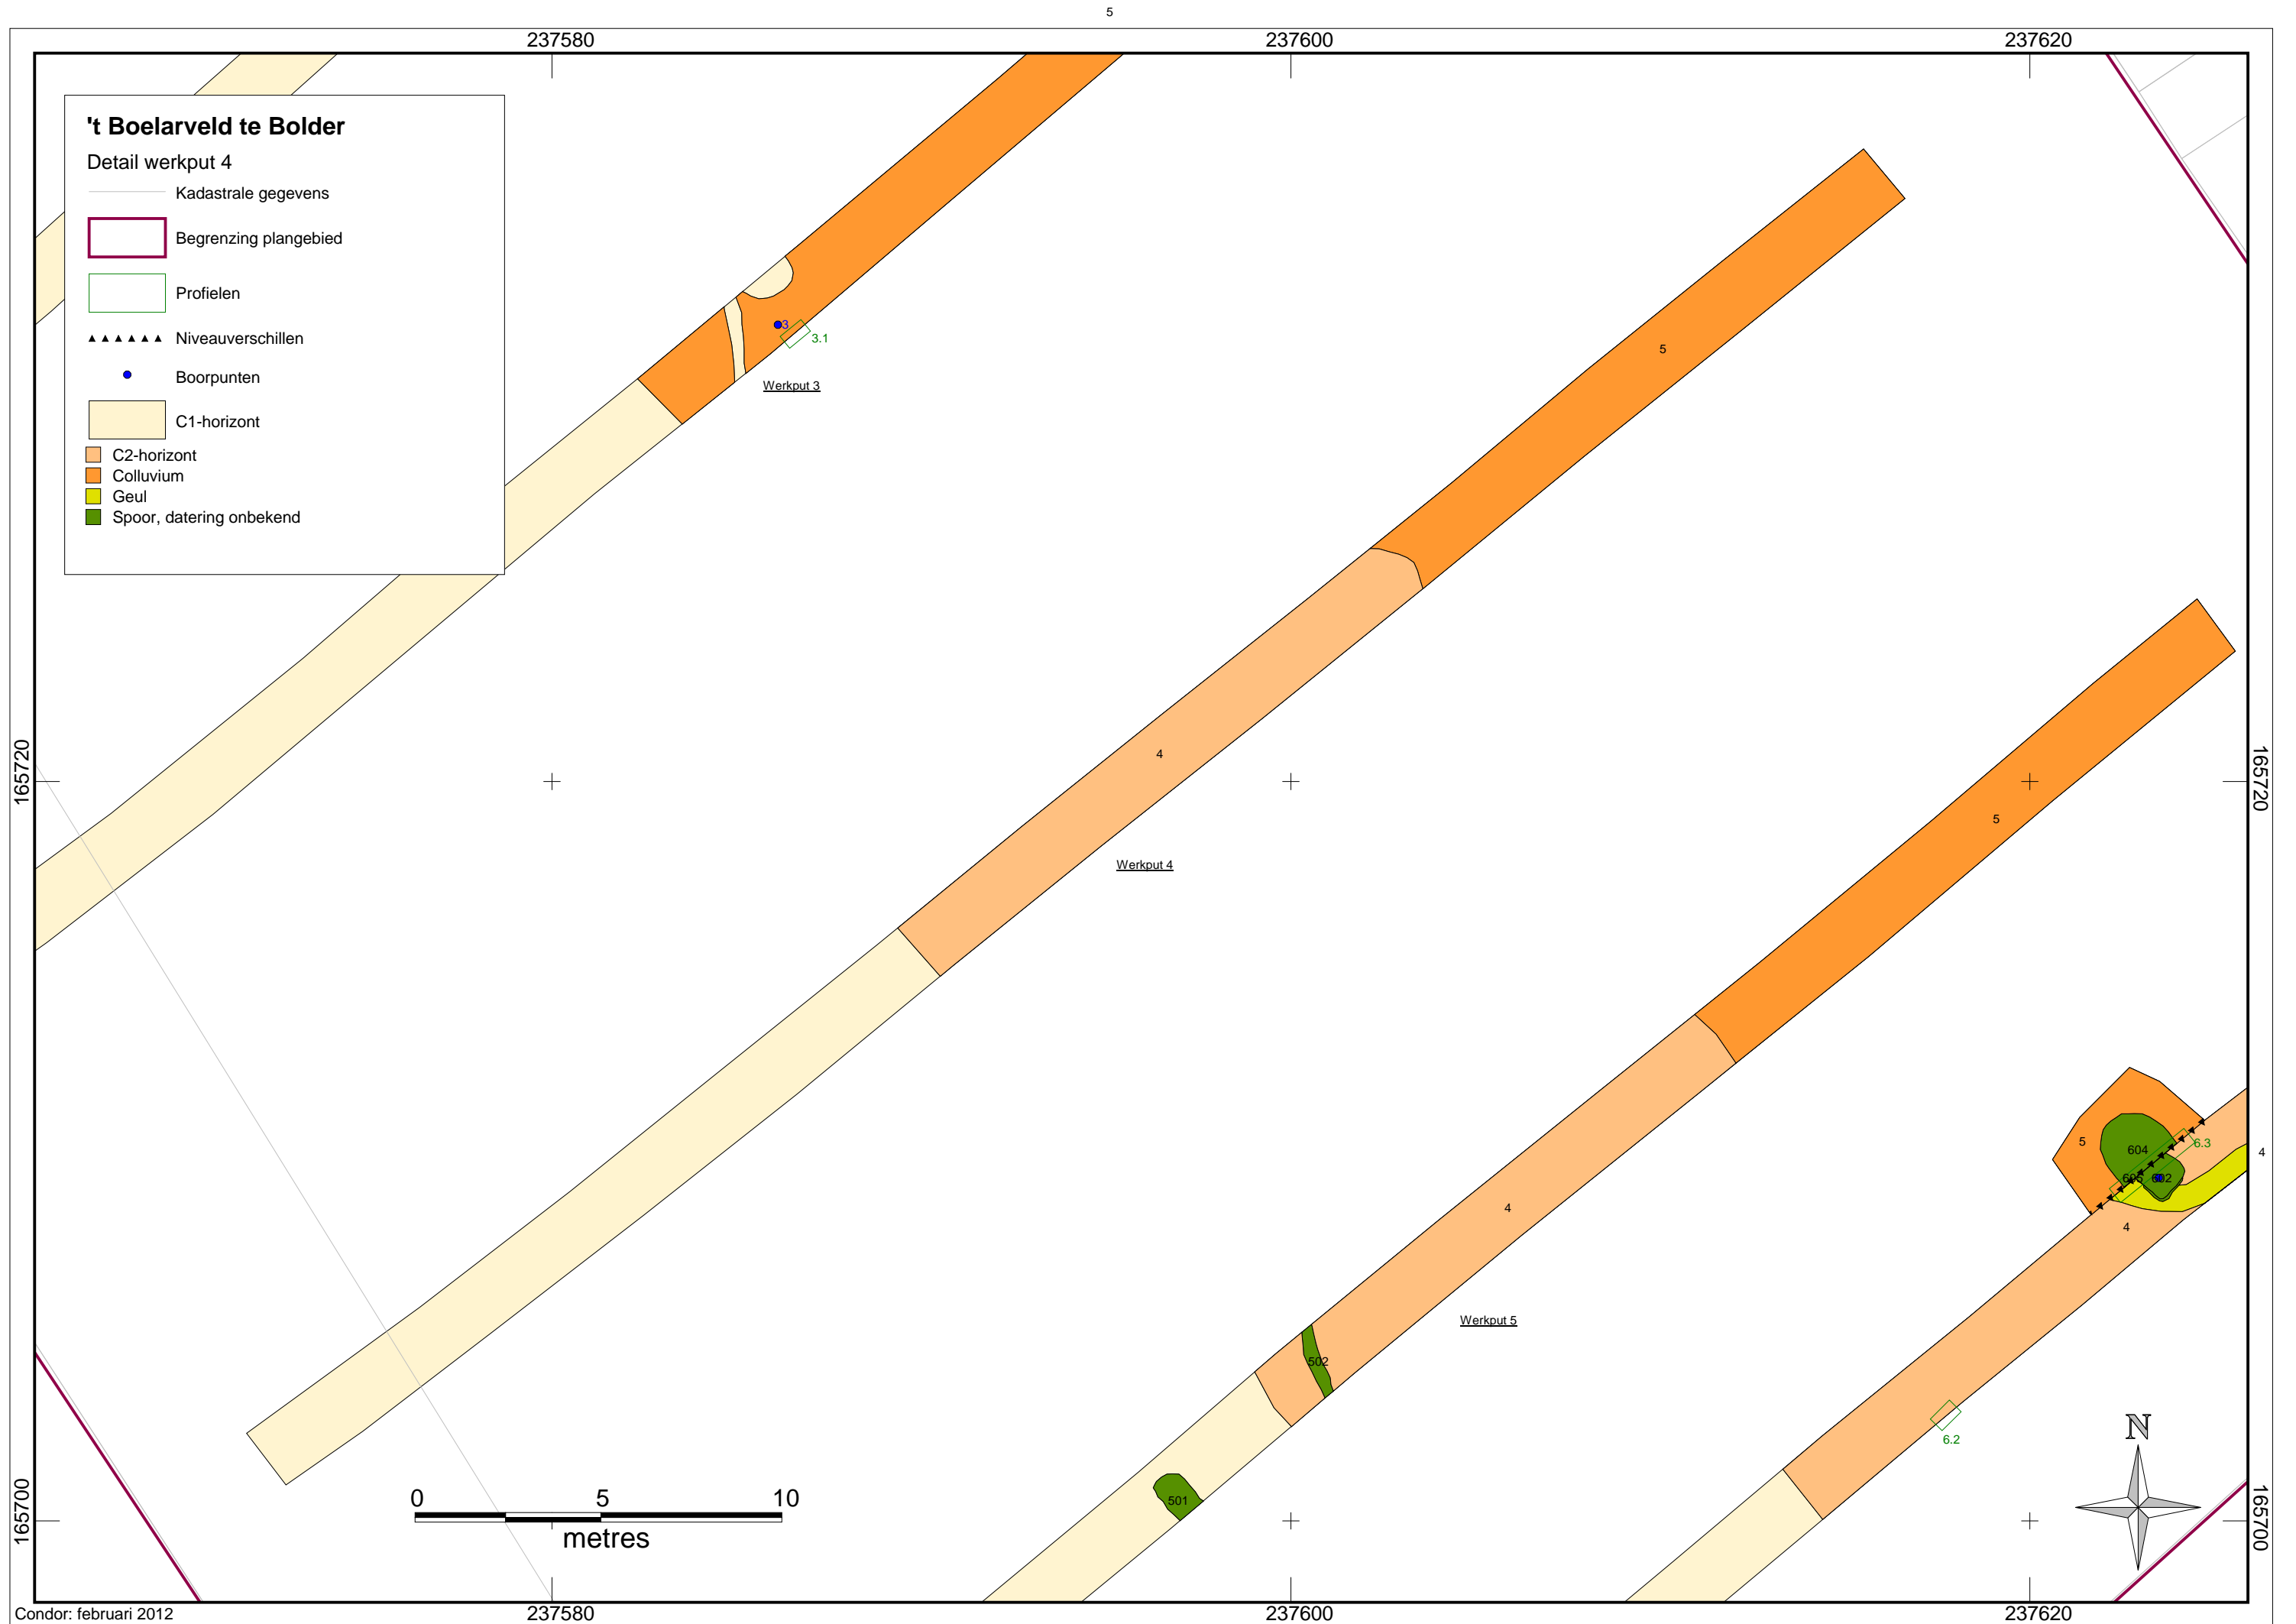 5
237580
237600
237620
't Boelarveld te Bolder
Detail werkput 4
Kadastrale gegevens
Begrenzing plangebied
Profielen
Niveauverschillen
Boorpunten
C1-horizont
C2-horizont
Colluvium
Geul
Spoor, datering onbekend
3
3.1
Werkput 3
5
165720
165720
4
5
Werkput 4
5
604
6.3
4
605
602
4
4
Werkput 5
502
6.2
501
N
0 5 10
metres
165700
165700
237580
237600
237620
Condor: februari 2012